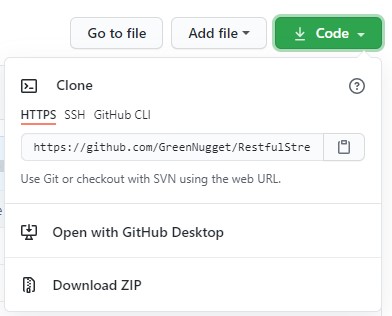 Go to file Add file Code
Clone
HTTPS SSH GitHub CLI
https://github.com/GreenNugget/RestfulStre
Use Git or checkout with SVN using the web URL.
Open with GitHub Desktop
Download ZIP